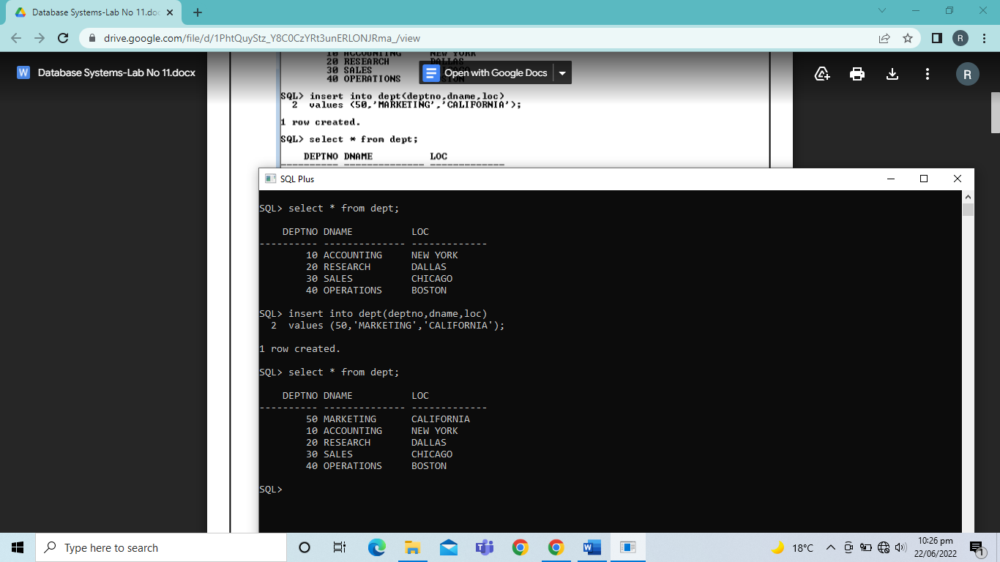 Database Systems-Lab No 11.doc
drive.google.com/file/d/1PhtQuyStz_Y8C0CzYRt3unERLONJRma_/view
R
W Database Systems-Lab No 11.docx
Open with Google Docs
R
10 ACCOUNTING NEW YORK
20 RESEARCH DALLAS
30 SALES
40 OPERATIONS
SQL> insert into dept(deptno,dname,loc)
2 values (50,'MARKETING','CALIFORNIA');
1 row created.
SQL> select * from dept;
DEPTNO DNAME LOC
---------- -------------- -------------
SQL Plus
SQL> select * from dept;
DEPTNO DNAME LOC
---------- -------------- -------------
10 ACCOUNTING NEW YORK
20 RESEARCH DALLAS
30 SALES CHICAGO
40 OPERATIONS BOSTON
SQL> insert into dept(deptno,dname,loc)
2 values (50,'MARKETING','CALIFORNIA');
1 row created.
SQL> select * from dept;
DEPTNO DNAME LOC
---------- -------------- -------------
50 MARKETING CALIFORNIA
10 ACCOUNTING NEW YORK
20 RESEARCH DALLAS
30 SALES CHICAGO
40 OPERATIONS BOSTON
SQL>
Type here to search
18°C
10:26 pm
22/06/2022
1